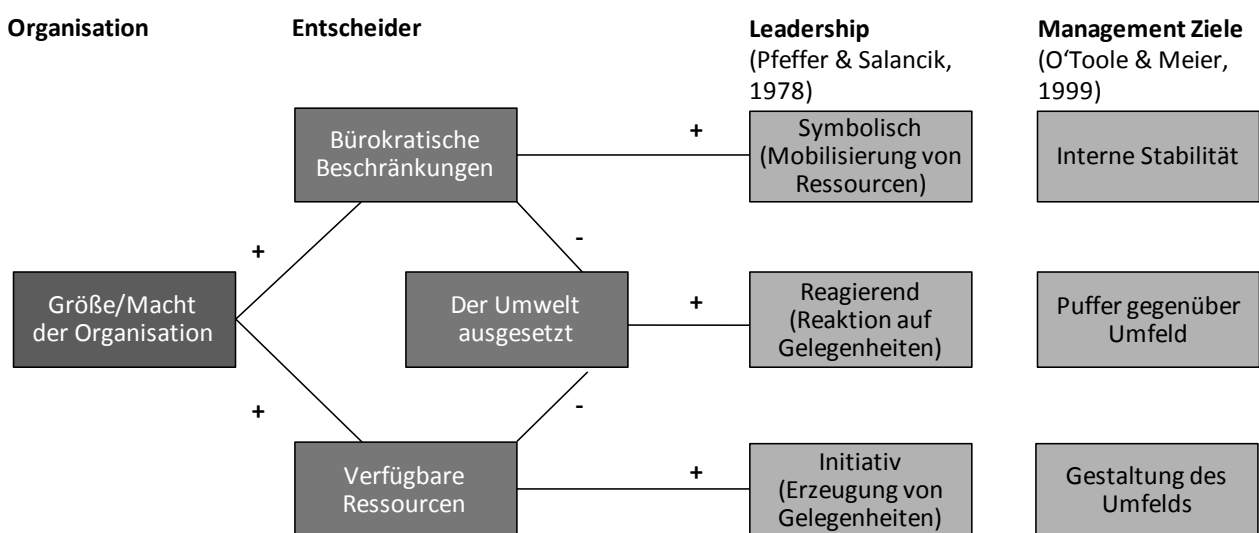 Organisation
Entscheider
Leadership
(Pfeffer & Salancik,
1978)
Management Ziele
(O‘Toole & Meier,
1999)
Bürokratische
Beschränkungen
+
Symbolisch
(Mobilisierung von
Ressourcen)
Interne Stabilität
+
-
Größe/Macht
der Organisation
Der Umwelt
ausgesetzt
+
Reagierend
(Reaktion auf
Gelegenheiten)
Puffer gegenüber
Umfeld
+
-
Verfügbare
Ressourcen
+
Initiativ
(Erzeugung von
Gelegenheiten)
Gestaltung des
Umfelds